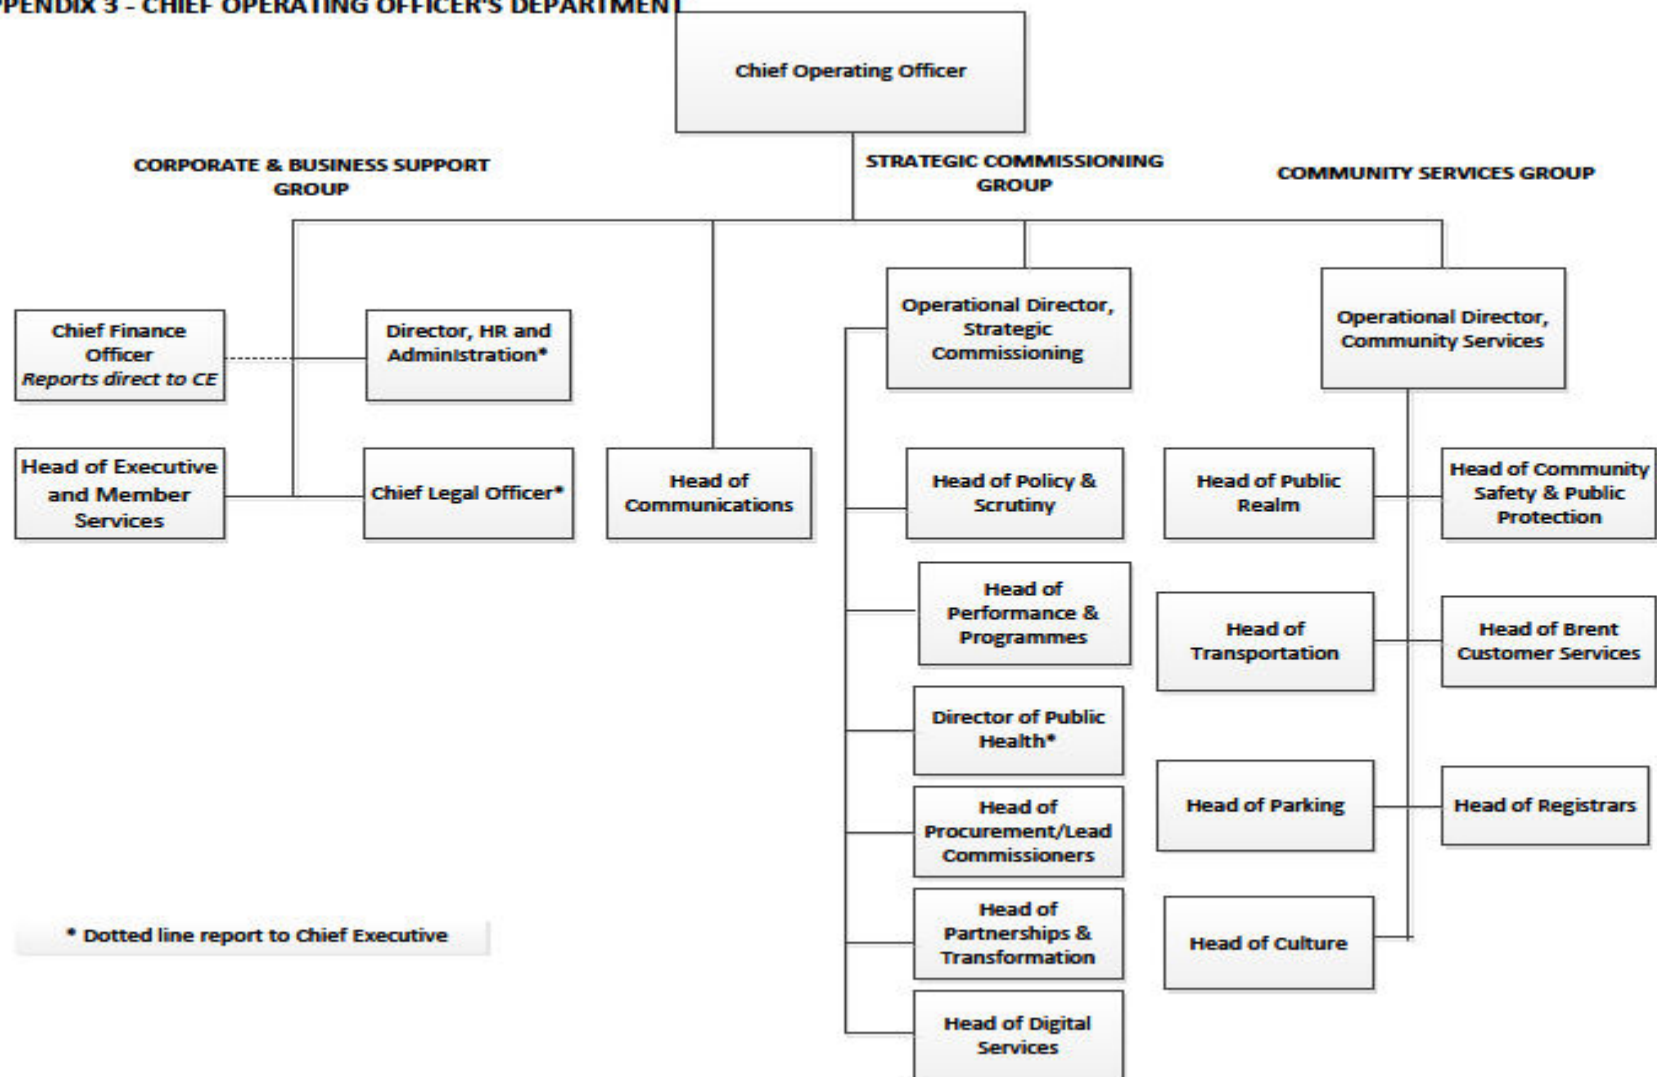 PPENDIX 3 - CHIEF OPERATING OFFICER'S DEPARTMENT
Chief Operating Officer
CORPORATE & BUSINESS SUPPORT
GROUP
STRATEGIC COMMISSIONING
GROUP
COMMUNITY SERVICES GROUP
Chief Finance
Officer
Reports direct to CE
Director, HR and
Administration*
Operational Director,
Strategic
Commissioning
Operational Director,
Community Services
Head of Executive
and Member
Services
Chief Legal Officer*
Head of
Communications
Head of Policy &
Scrutiny
Head of Public
Realm
Head of Community
Safety & Public
Protection
Head of
Performance &
Programmes
Head of
Transportation
Head of Brent
Customer Services
Director of Public
Health*
Head of
Procurement/Lead
Commissioners
Head of Parking
Head of Registrars
Head of
Partnerships &
Transformation
Head of Culture
Head of Digital
Services
* Dotted line report to Chief Executive